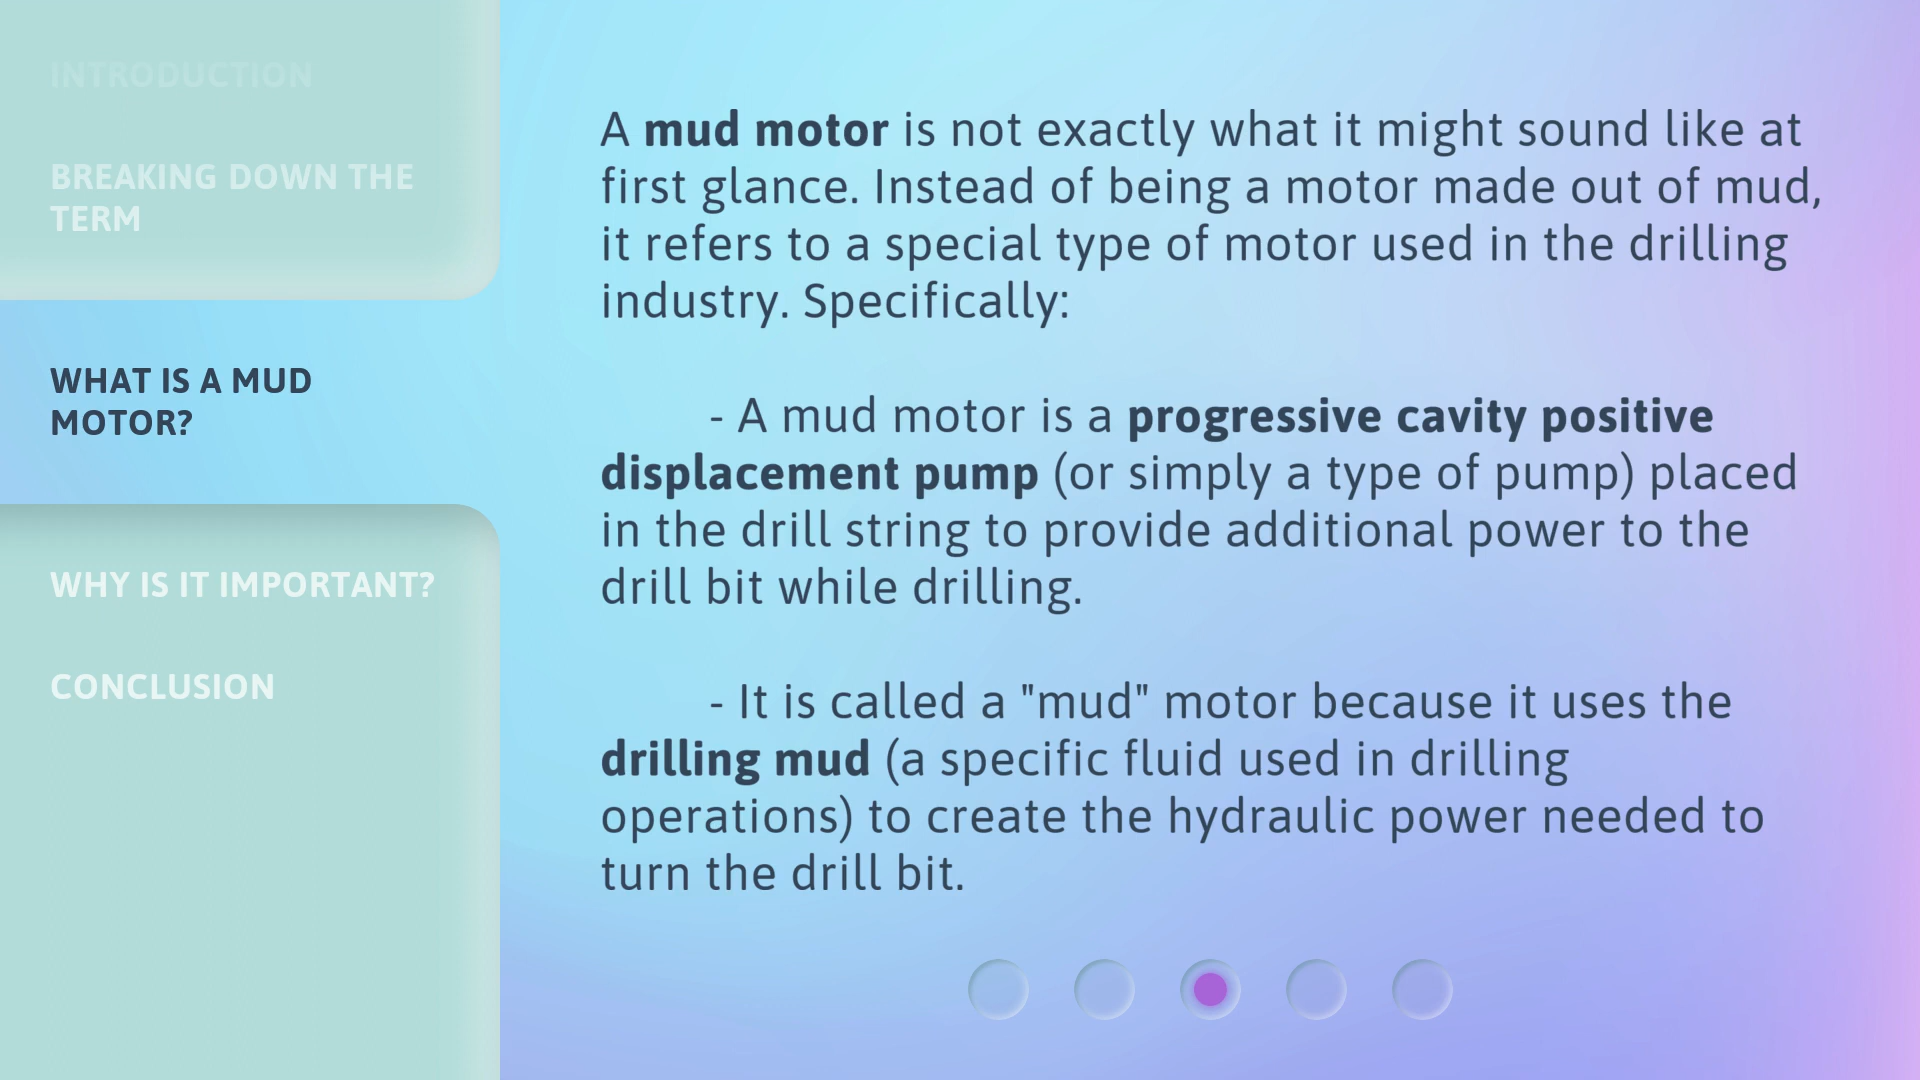 INTRODUCTION
BREAKING DOWN THE
TERM
WHAT IS A MUD
MOTOR?
WHY IS IT IMPORTANT?
CONCLUSION
A mud motor is not exactly what it might sound like at
first glance. Instead of being a motor made out of mud,
it refers to a special type of motor used in the drilling
industry. Specifically:
- A mud motor is a progressive cavity positive
displacement pump (or simply a type of pump) placed
in the drill string to provide additional power to the
drill bit while drilling.
- It is called a "mud" motor because it uses the
drilling mud (a specific fluid used in drilling
operations) to create the hydraulic power needed to
turn the drill bit.